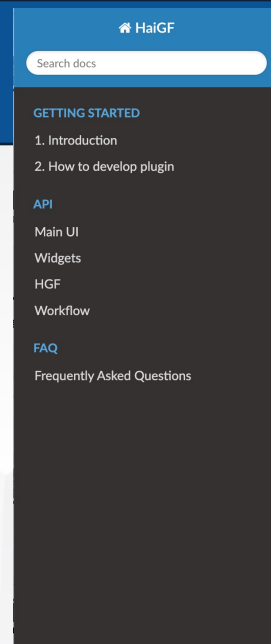 HaiGF
Search docs
GETTING STARTED
1. Introduction
2. How to develop plugin
API
Main UI
Widgets
HGF
Workflow
FAQ
Frequently Asked Questions